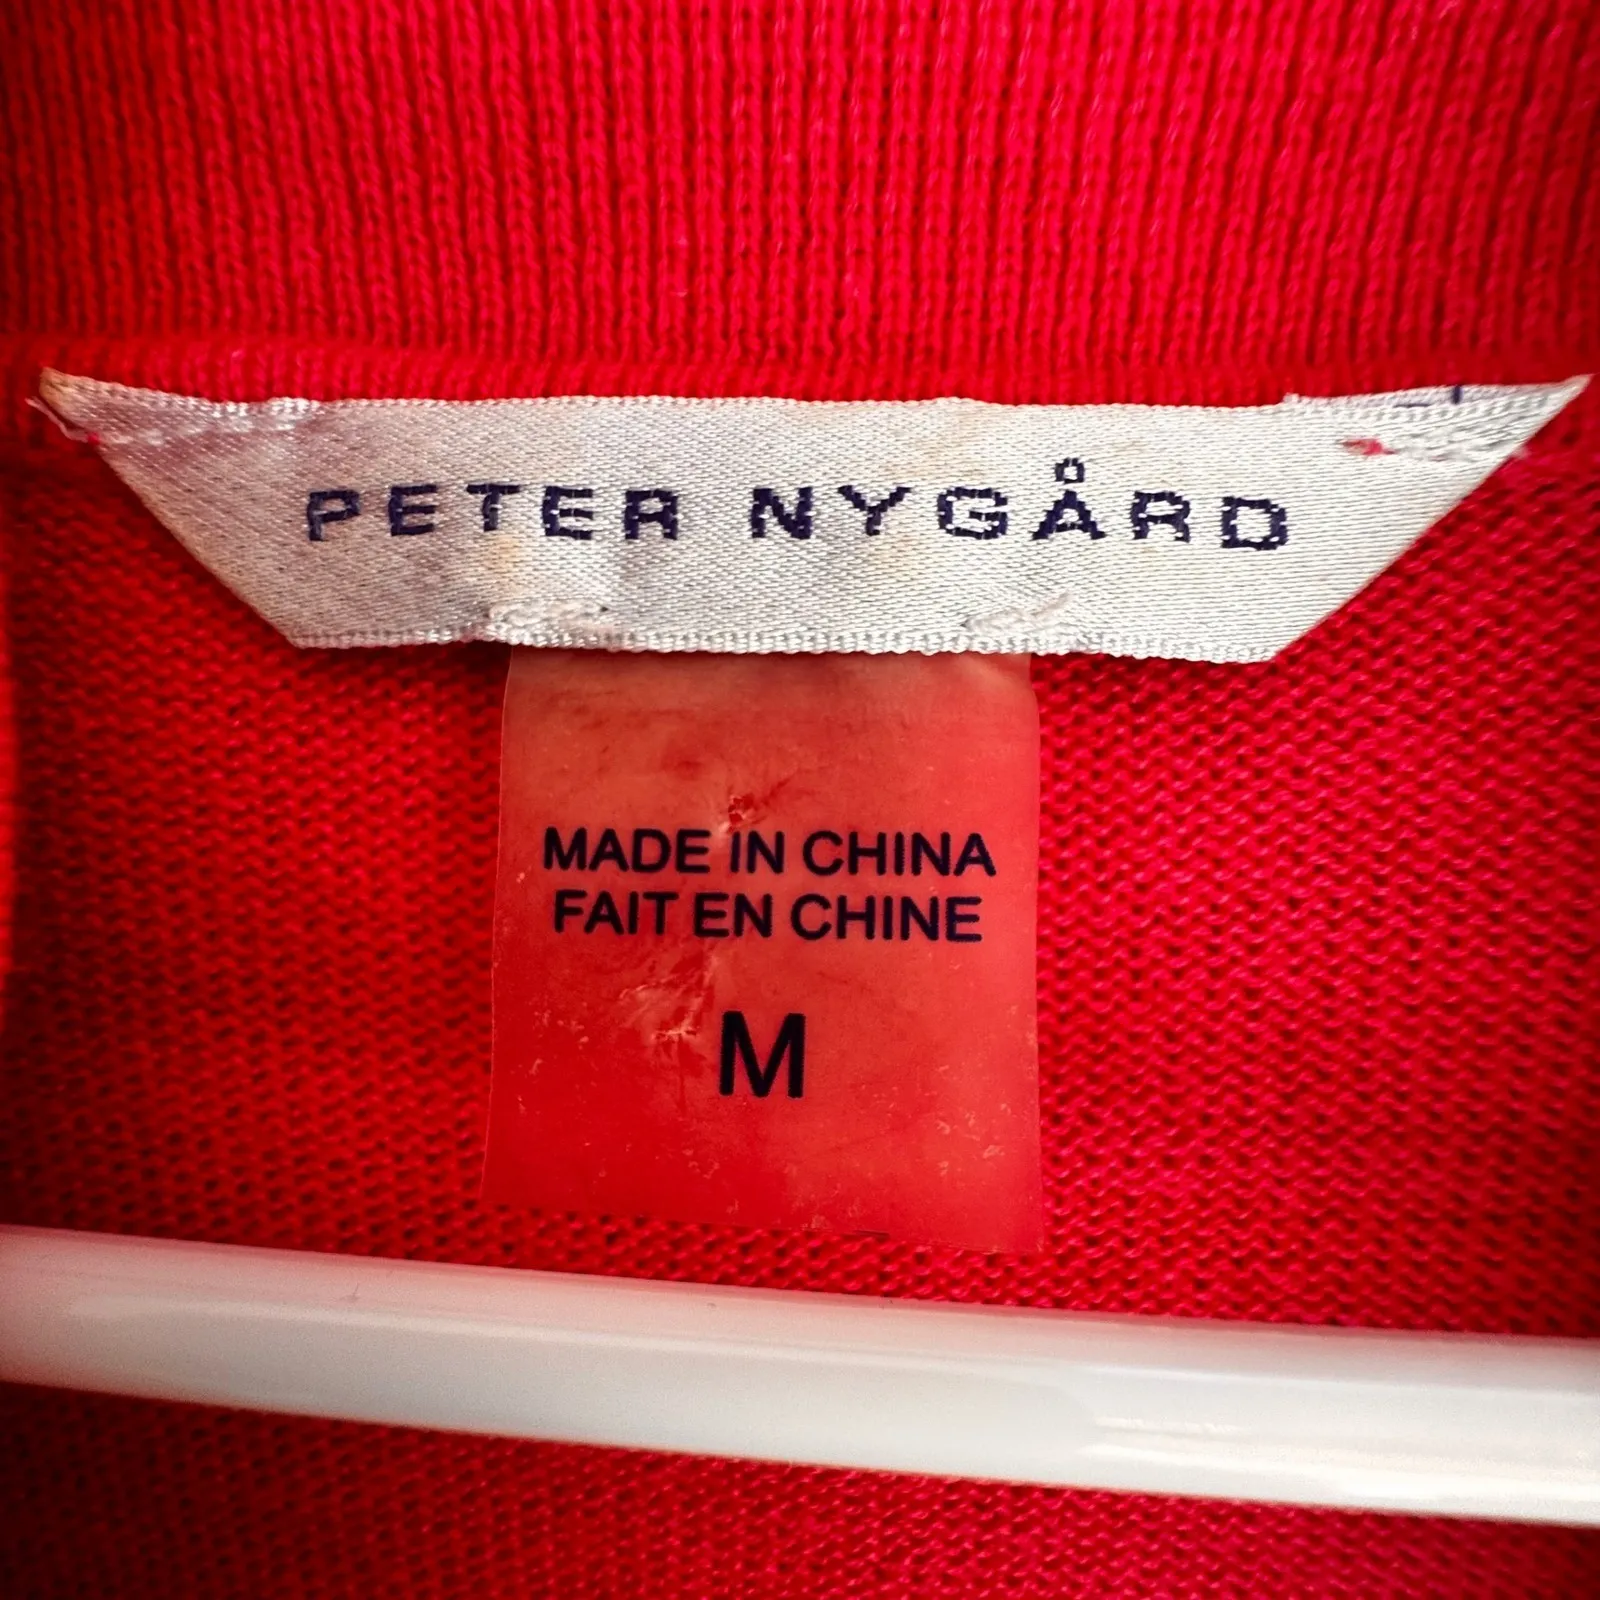 PETER NYGÅRD
MADE IN CHINA
FAIT EN CHINE
M